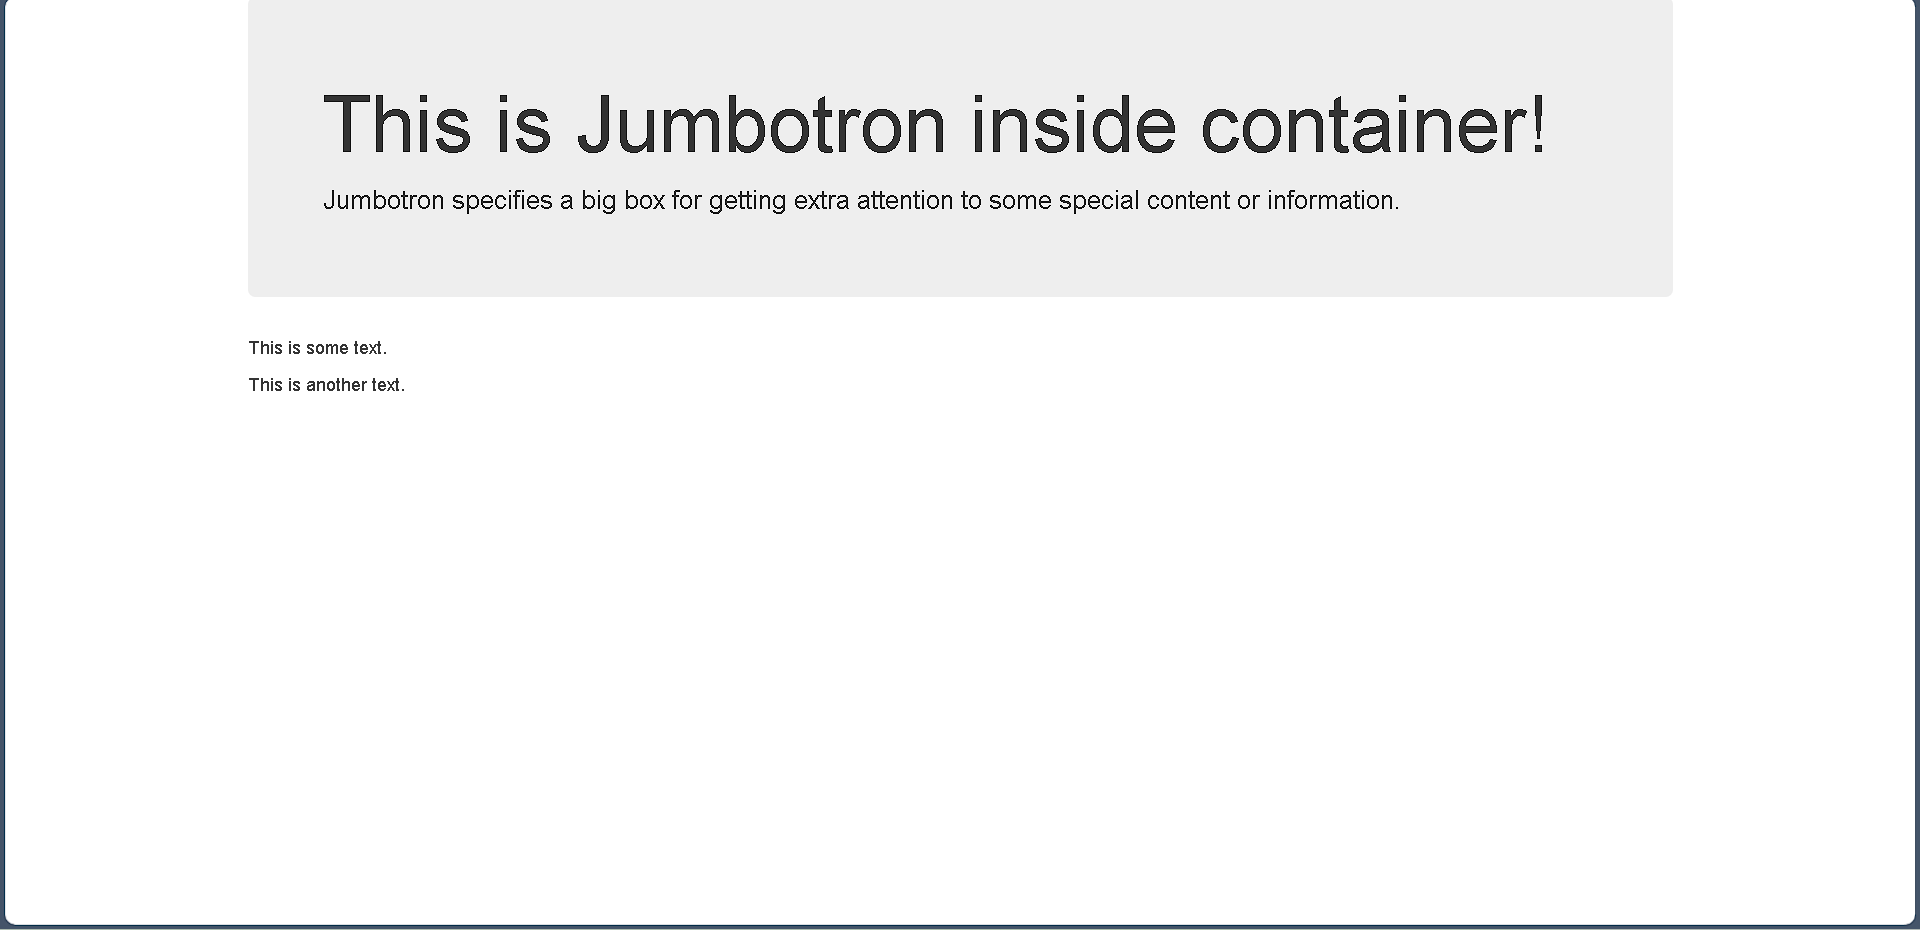 This is Jumbotron inside container!
Jumbotron specifies a big box for getting extra attention to some special content or information.
This is some text.
This is another text.